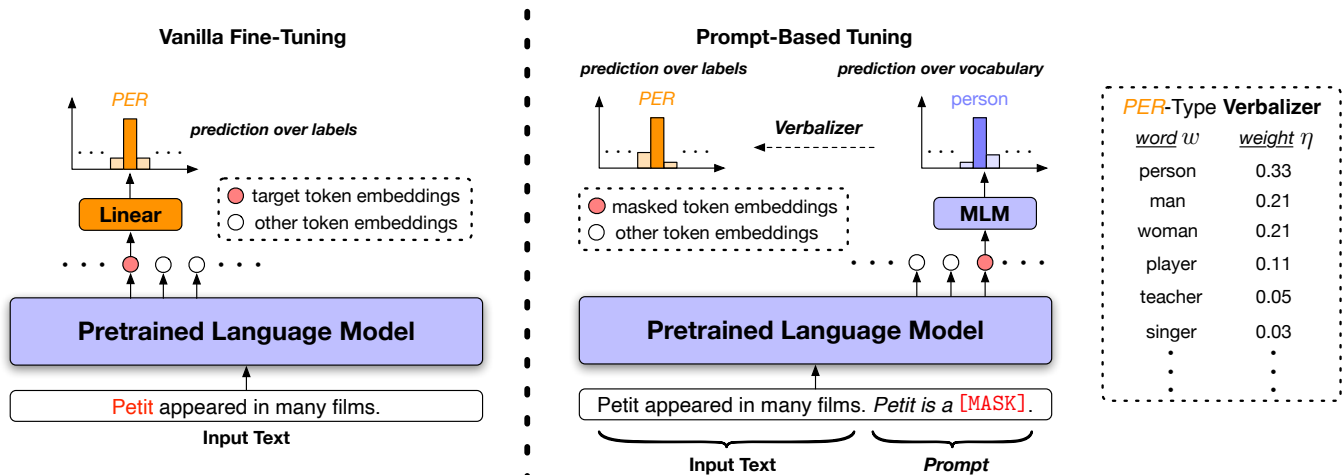 Vanilla Fine-Tuning
PER
prediction over labels
Linear
target token embeddings
other token embeddings
Pretrained Language Model
Petit appeared in many films.
Input Text
Prompt-Based Tuning
prediction over labels
prediction over vocabulary
PER
person
Verbalizer
masked token embeddings
other token embeddings
MLM
Pretrained Language Model
Petit appeared in many films. Petit is a [MASK].
Input Text
Prompt
PER-Type Verbalizer
word w weight η
person 0.33
man 0.21
woman 0.21
player 0.11
teacher 0.05
singer 0.03